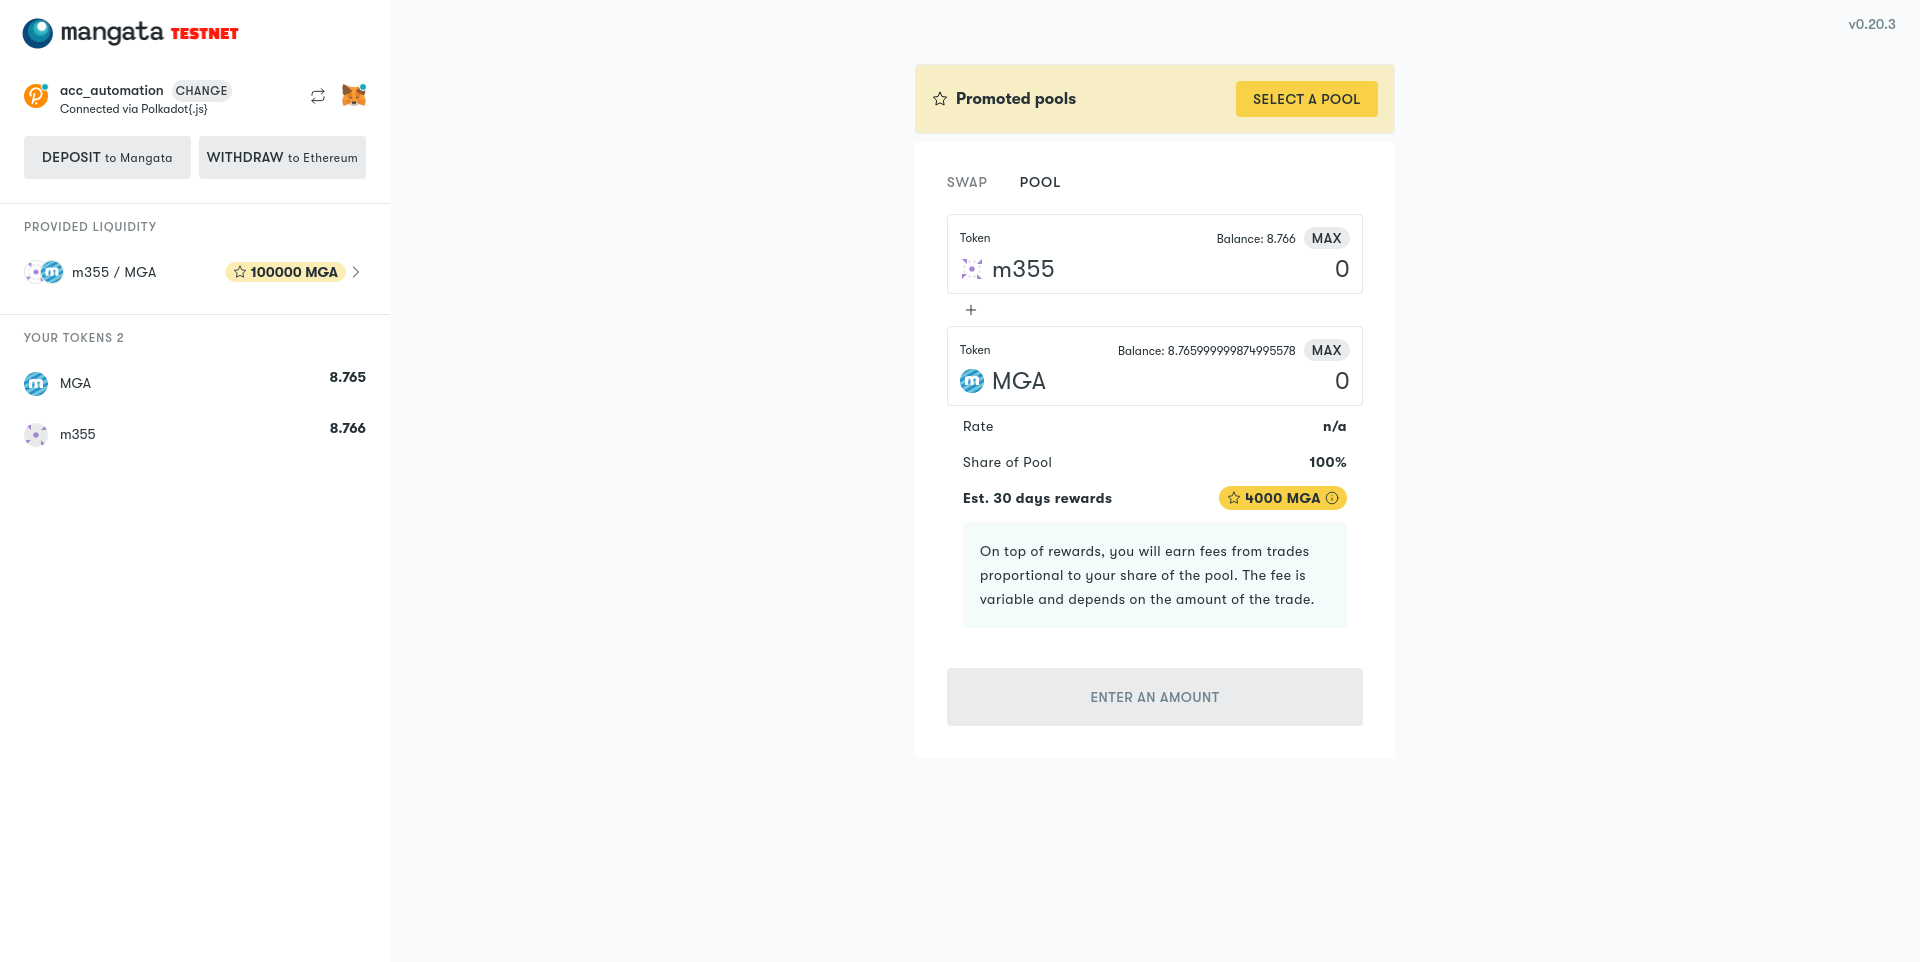 mangata TESTNET
v0.20.3
acc_automation CHANGE
Connected via Polkadot{.js}
DEPOSIT to Mangata
WITHDRAW to Ethereum
PROVIDED LIQUIDITY
m355 / MGA
100000 MGA
YOUR TOKENS 2
MGA
8.765
m355
8.766
Promoted pools
SELECT A POOL
SWAP
POOL
Token
Balance: 8.766
MAX
m355
0
Token
Balance: 8.765999999874995578
MAX
MGA
0
Rate
n/a
Share of Pool
100%
Est. 30 days rewards
4000 MGA
On top of rewards, you will earn fees from trades
proportional to your share of the pool. The fee is
variable and depends on the amount of the trade.
ENTER AN AMOUNT